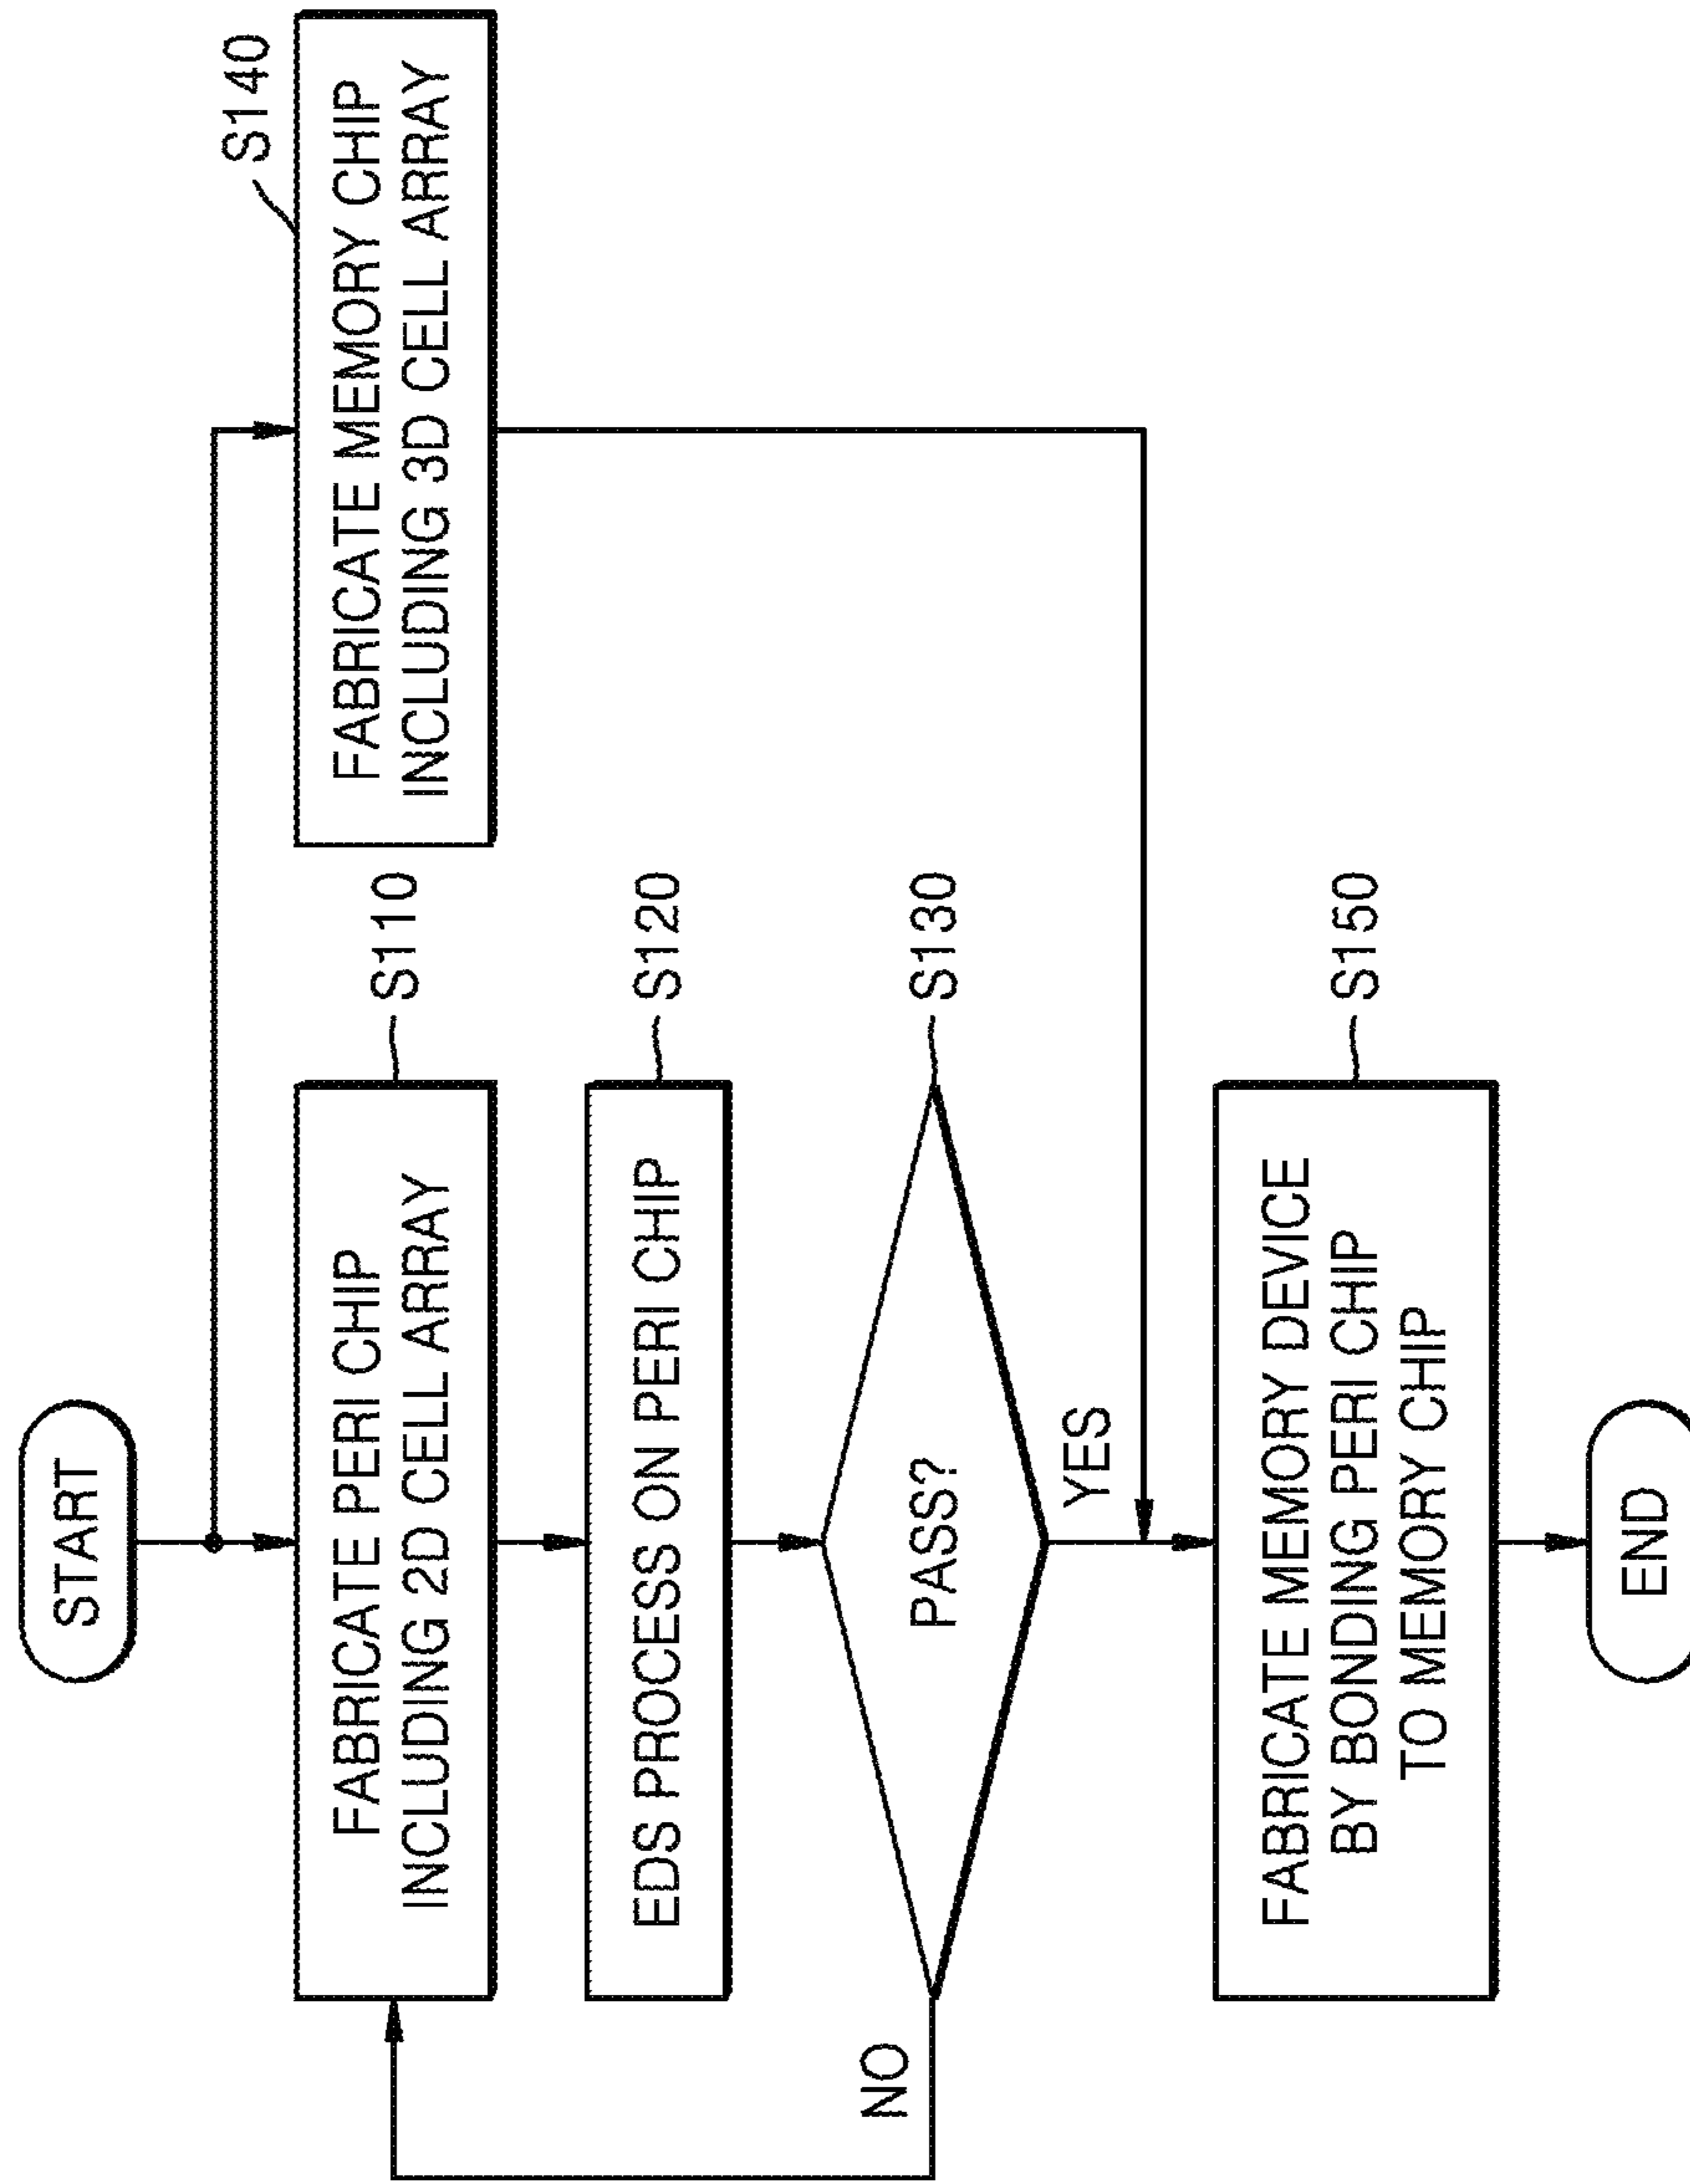 START
FABRICATE PERI CHIP
INCLUDING 2D CELL ARRAY
S110
FABRICATE MEMORY CHIP
INCLUDING 3D CELL ARRAY
S140
EDS PROCESS ON PERI CHIP
S120
PASS?
S130
NO
YES
FABRICATE MEMORY DEVICE
BY BONDING PERI CHIP
TO MEMORY CHIP
S150
END